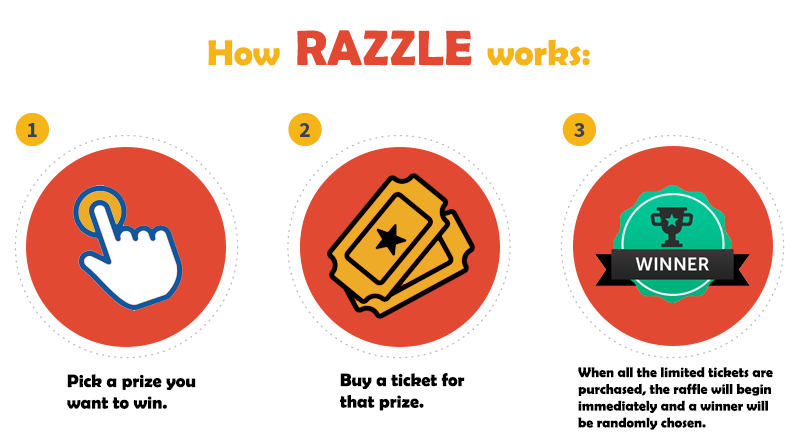 How RAZZLE works:
1
Pick a prize you
want to win.
2
Buy a ticket for
that prize.
3
WINNER
When all the limited tickets are
purchased, the raffle will begin
immediately and a winner will
be randomly chosen.